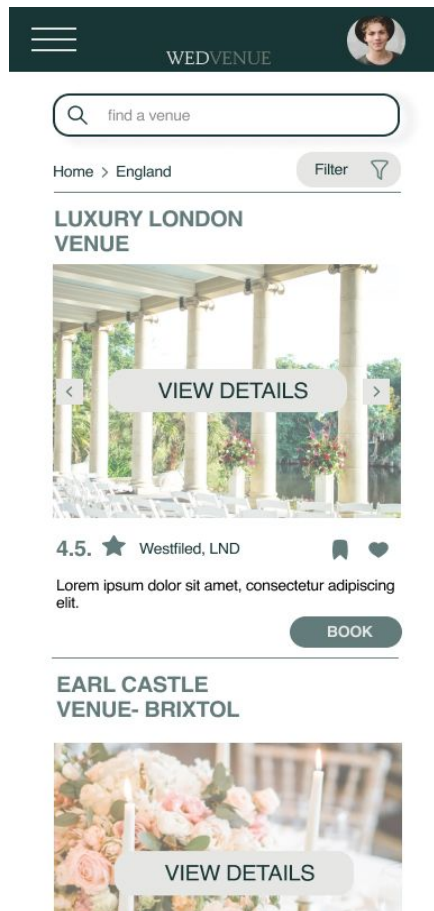 WEDVENUE
find a venue
Home > England
Filter
LUXURY LONDON
VENUE
VIEW DETAILS
4.5. Westfiled, LND
Lorem ipsum dolor sit amet, consectetur adipiscing
elit.
BOOK
EARL CASTLE
VENUE- BRIXTOL
VIEW DETAILS